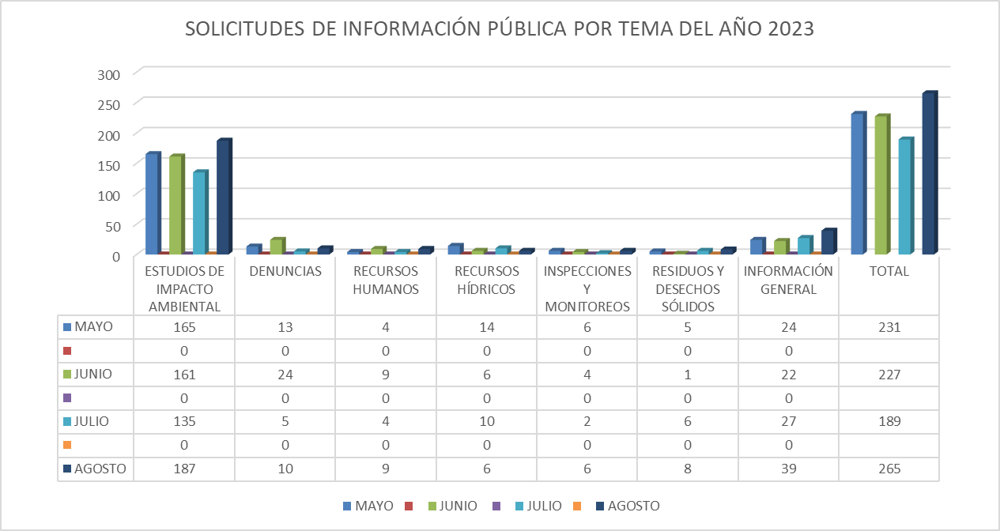 SOLICITUDES DE INFORMACIÓN PÚBLICA POR TEMA DEL AÑO 2023
300
250
200
150
100
50
0
ESTUDIOS DE IMPACTO AMBIENTAL DENUNCIAS RECURSOS HUMANOS RECURSOS HÍDRICOS INSPECCIONES Y MONITOREOS RESIDUOS Y DESECHOS SÓLIDOS INFORMACIÓN GENERAL TOTAL
MAYO 165 13 4 14 6 5 24 231
0 0 0 0 0 0 0
JUNIO 161 24 9 6 4 1 22 227
0 0 0 0 0 0 0
JULIO 135 5 4 10 2 6 27 189
0 0 0 0 0 0 0
AGOSTO 187 10 9 6 6 8 39 265
MAYO JUNIO JULIO AGOSTO